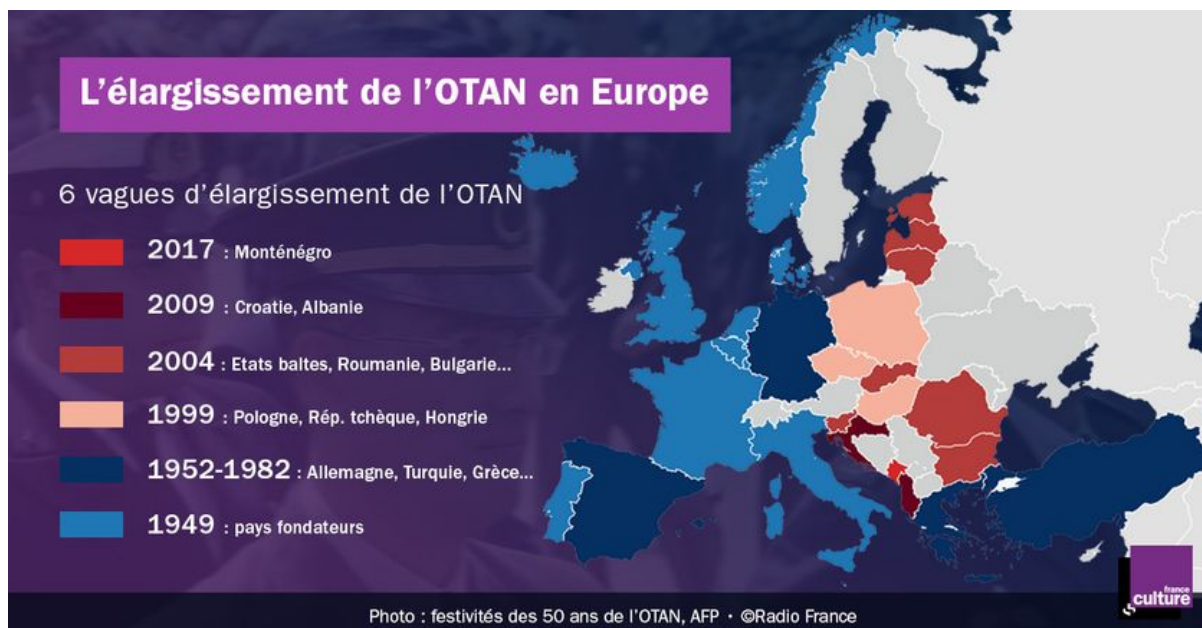 L'élargissement de l'OTAN en Europe
6 vagues d'élargissement de l'OTAN
2017 : Monténégro
2009 : Croatie, Albanie
2004 : Etats baltes, Roumanie, Bulgarie...
1999 : Pologne, Rép. tchèque, Hongrie
1952-1982 : Allemagne, Turquie, Grèce...
1949 : pays fondateurs
france
culture
Photo : festivités des 50 ans de l'OTAN, AFP · ©Radio France